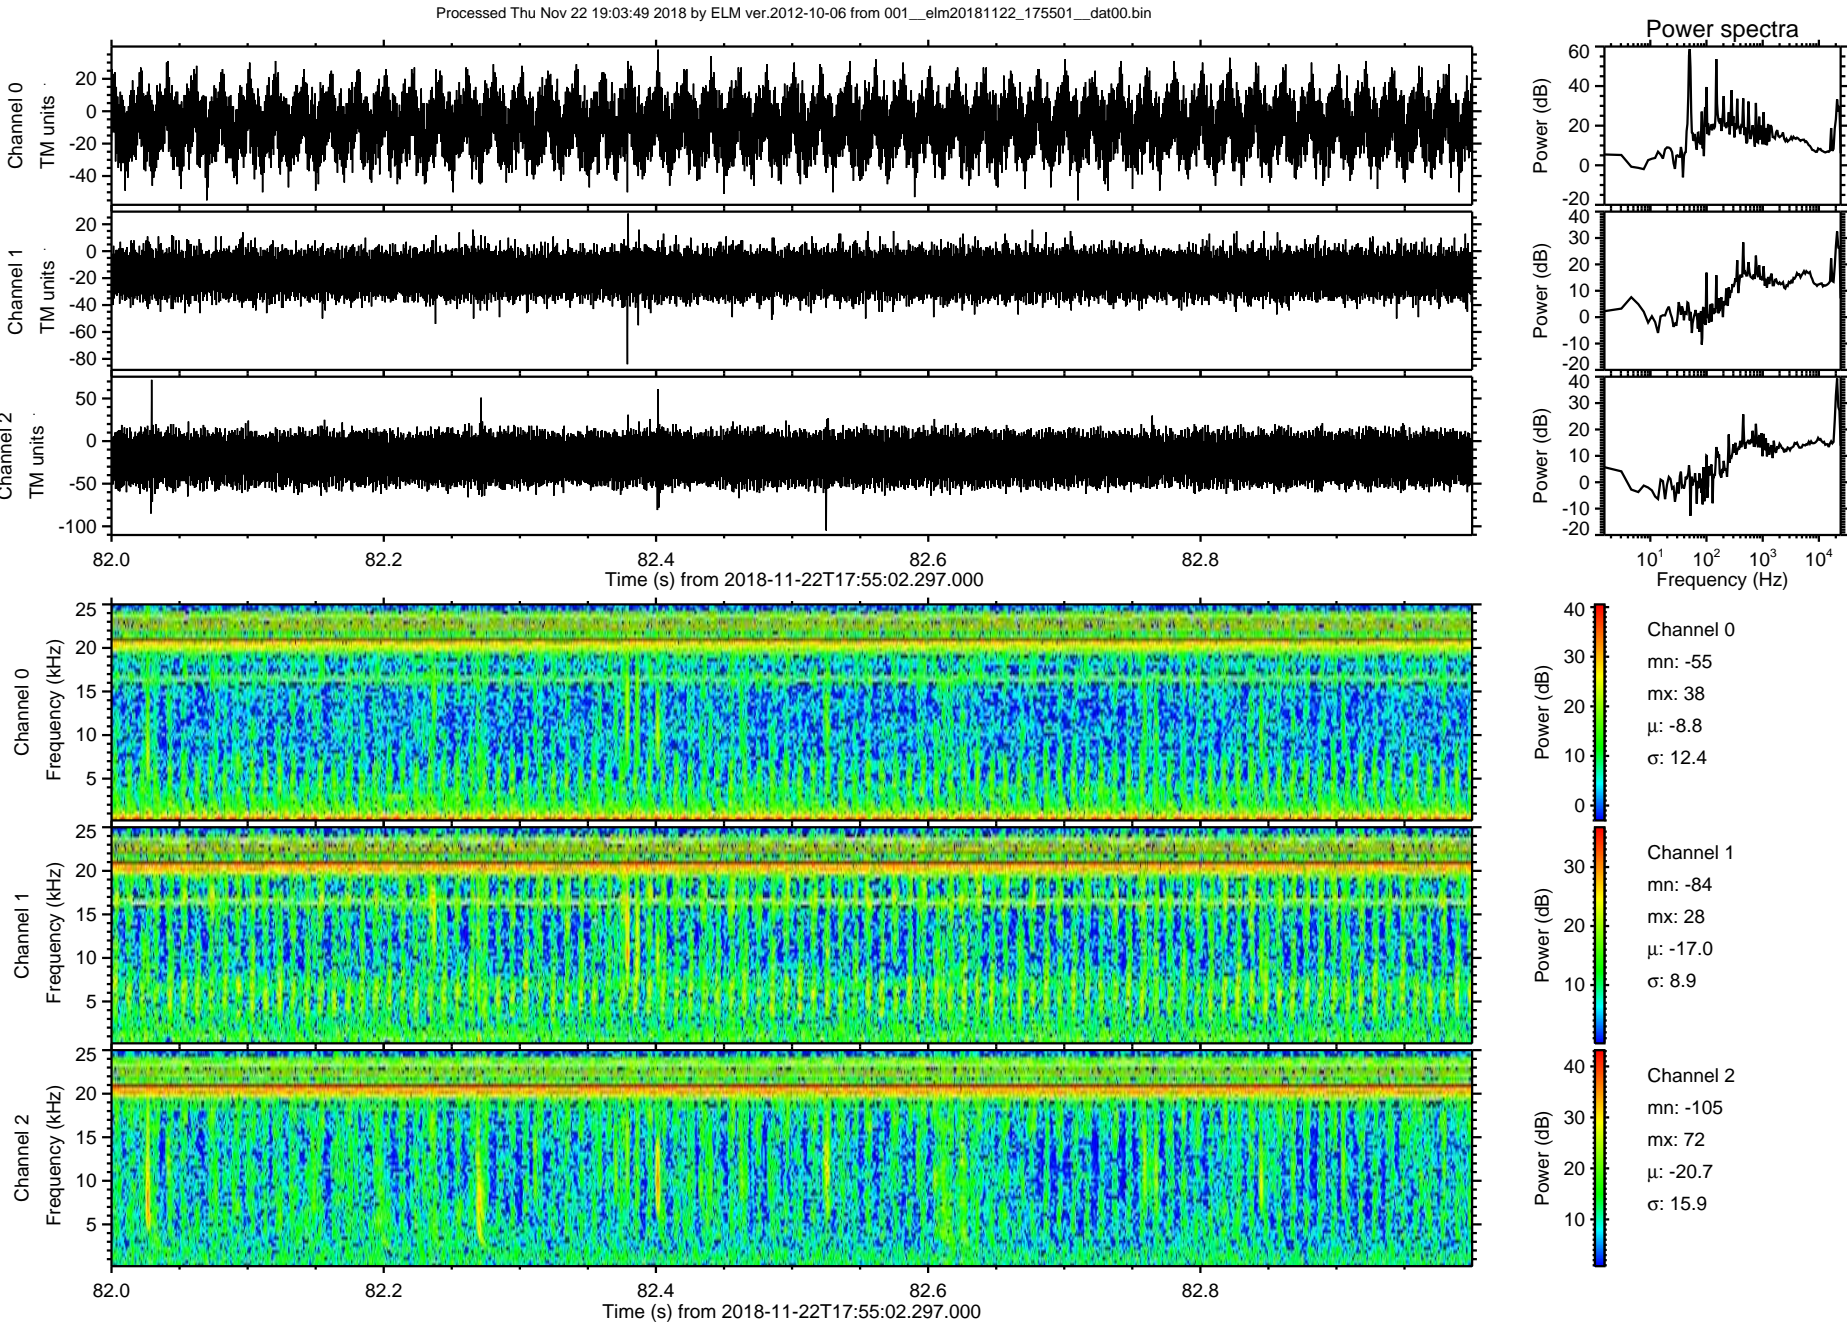 Processed Thu Nov 22 19:03:49 2018 by ELM ver.2012-10-06 from 001__elm20181122_175501__dat00.bin
Power spectra
Channel 0
TM units
20
0
-20
-40
Power (dB)
60
40
20
0
-20
Channel 1
TM units
20
0
-20
-40
-60
-80
Power (dB)
40
30
20
10
0
-10
-20
Channel 2
TM units
50
0
-50
-100
Power (dB)
40
30
20
10
0
-10
-20
82.0 82.2 82.4 82.6 82.8
Time (s) from 2018-11-22T17:55:02.297.000
10^1 10^2 10^3 10^4
Frequency (Hz)
Channel 0
Frequency (kHz)
25
20
15
10
5
Power (dB)
40
30
20
10
0
Channel 0
mn: -55
mx: 38
μ: -8.8
σ: 12.4
Channel 1
Frequency (kHz)
25
20
15
10
5
Power (dB)
30
20
10
Channel 1
mn: -84
mx: 28
μ: -17.0
σ: 8.9
Channel 2
Frequency (kHz)
25
20
15
10
5
Power (dB)
40
30
20
10
Channel 2
mn: -105
mx: 72
μ: -20.7
σ: 15.9
82.0 82.2 82.4 82.6 82.8
Time (s) from 2018-11-22T17:55:02.297.000